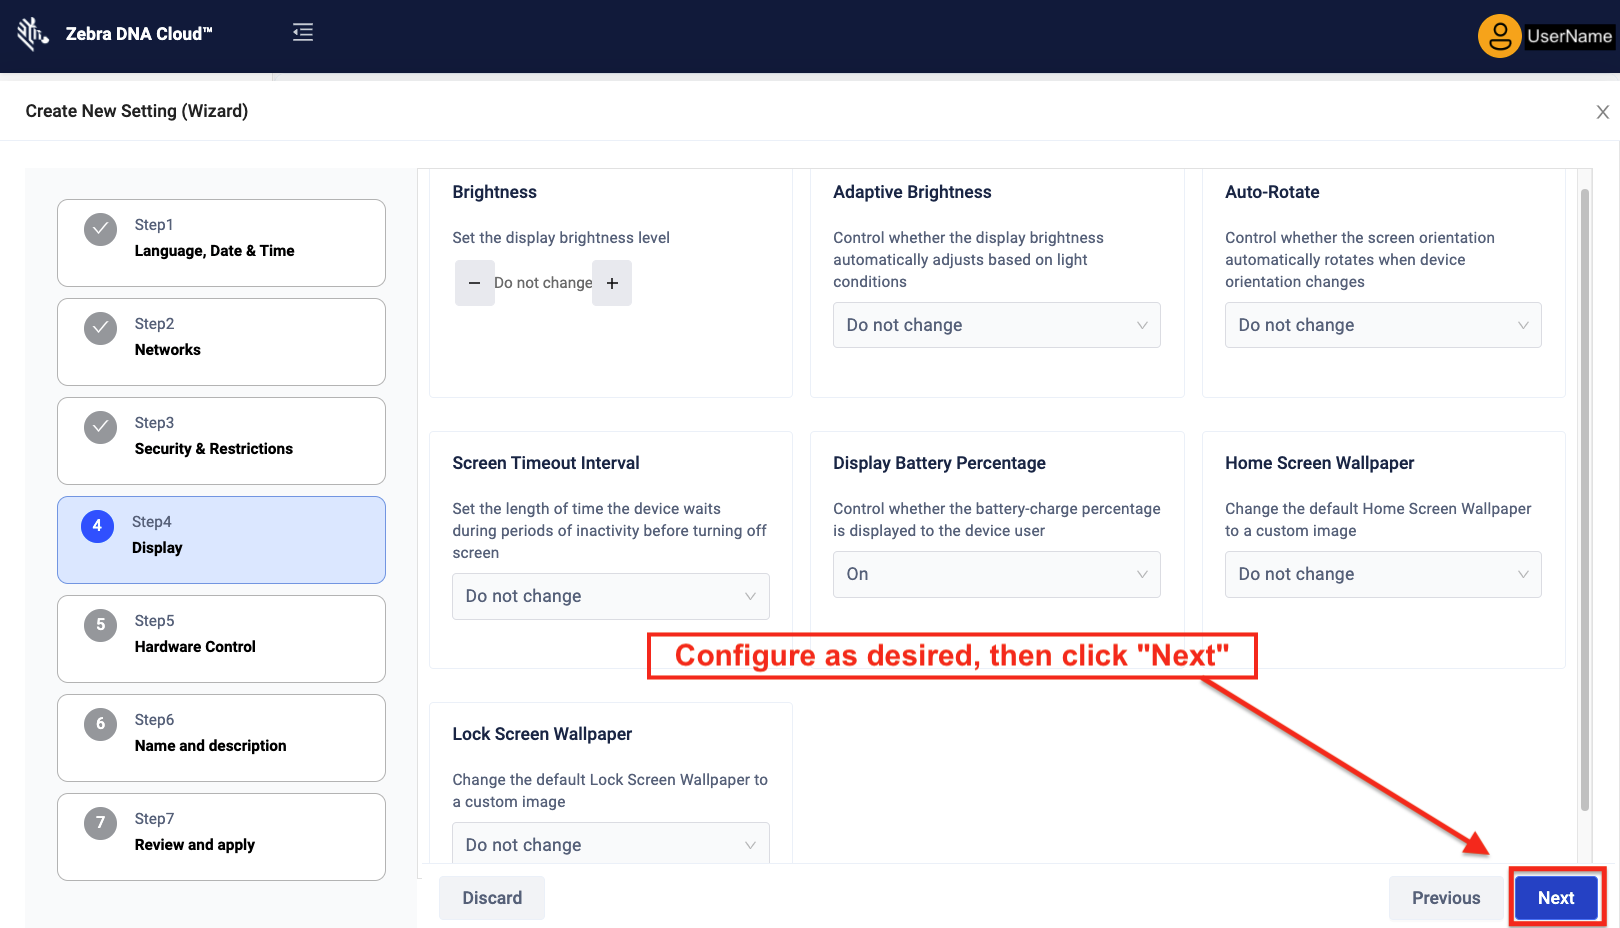 Zebra DNA Cloud™
UserName
Create New Setting (Wizard)
Step1
Language, Date & Time
Step2
Networks
Step3
Security & Restrictions
4
Step4
Display
5
Step5
Hardware Control
6
Step6
Name and description
7
Step7
Review and apply
Brightness
Set the display brightness level
− Do not change +
Adaptive Brightness
Control whether the display brightness
automatically adjusts based on light
conditions
Do not change
Auto-Rotate
Control whether the screen orientation
automatically rotates when device
orientation changes
Do not change
Screen Timeout Interval
Set the length of time the device waits
during periods of inactivity before turning off
screen
Do not change
Display Battery Percentage
Control whether the battery-charge percentage
is displayed to the device user
On
Home Screen Wallpaper
Change the default Home Screen Wallpaper
to a custom image
Do not change
Configure as desired, then click "Next"
Lock Screen Wallpaper
Change the default Lock Screen Wallpaper to
a custom image
Do not change
Discard
Previous
Next